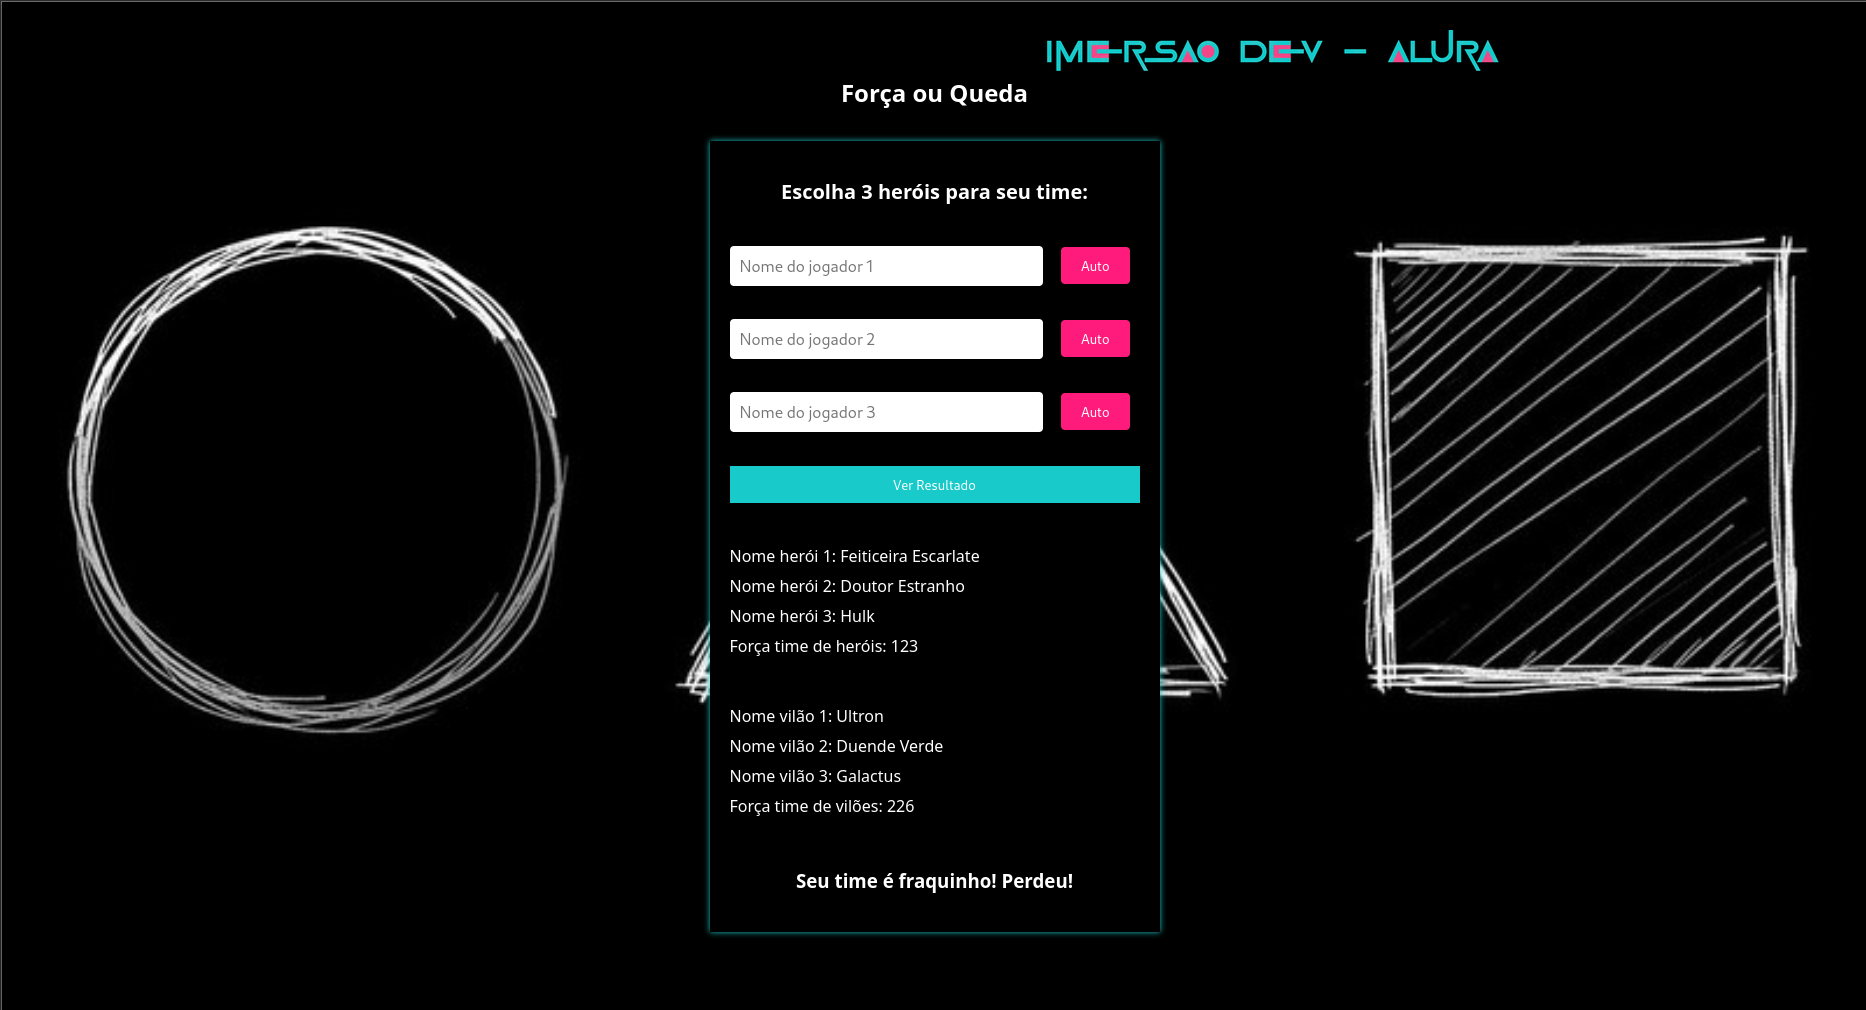 IMERSAO DEV - ALURA
Força ou Queda
Escolha 3 heróis para seu time:
Nome do jogador 1
Auto
Nome do jogador 2
Auto
Nome do jogador 3
Auto
Ver Resultado
Nome herói 1: Feiticeira Escarlate
Nome herói 2: Doutor Estranho
Nome herói 3: Hulk
Força time de heróis: 123
Nome vilão 1: Ultron
Nome vilão 2: Duende Verde
Nome vilão 3: Galactus
Força time de vilões: 226
Seu time é fraquinho! Perdeu!